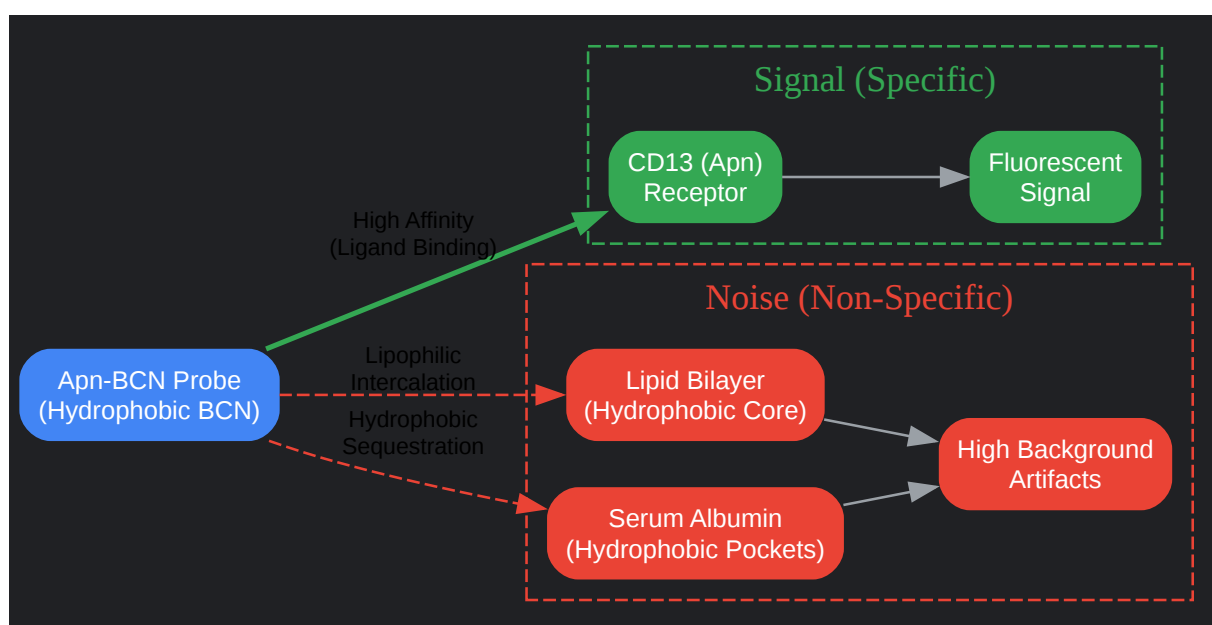 Signal (Specific)
CD13 (Apn)
Receptor
Fluorescent
Signal
High Affinity
(Ligand Binding)
Noise (Non-Specific)
Apn-BCN Probe
(Hydrophobic BCN)
Lipophilic
Intercalation
Hydrophobic
Sequestration
Lipid Bilayer
(Hydrophobic Core)
High Background
Artifacts
Serum Albumin
(Hydrophobic Pockets)